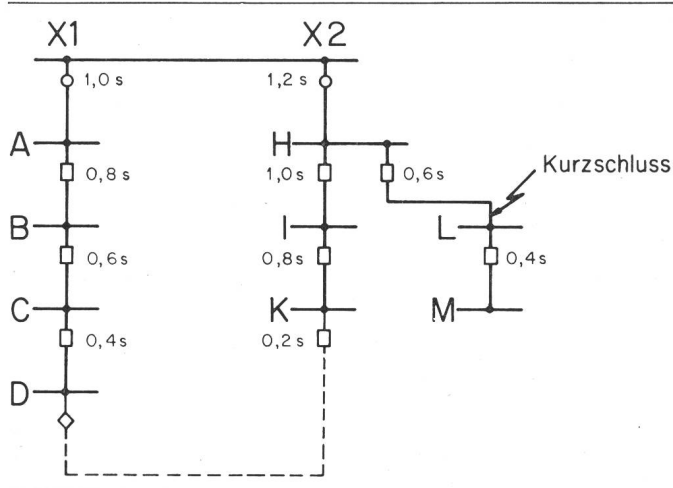 X1 X2
1,0 s 1,2 s
A H
0,8 s 1,0 s 0,6 s Kurzschluss
B I L
0,6 s 0,8 s 0,4 s
C K M
0,4 s 0,2 s
D